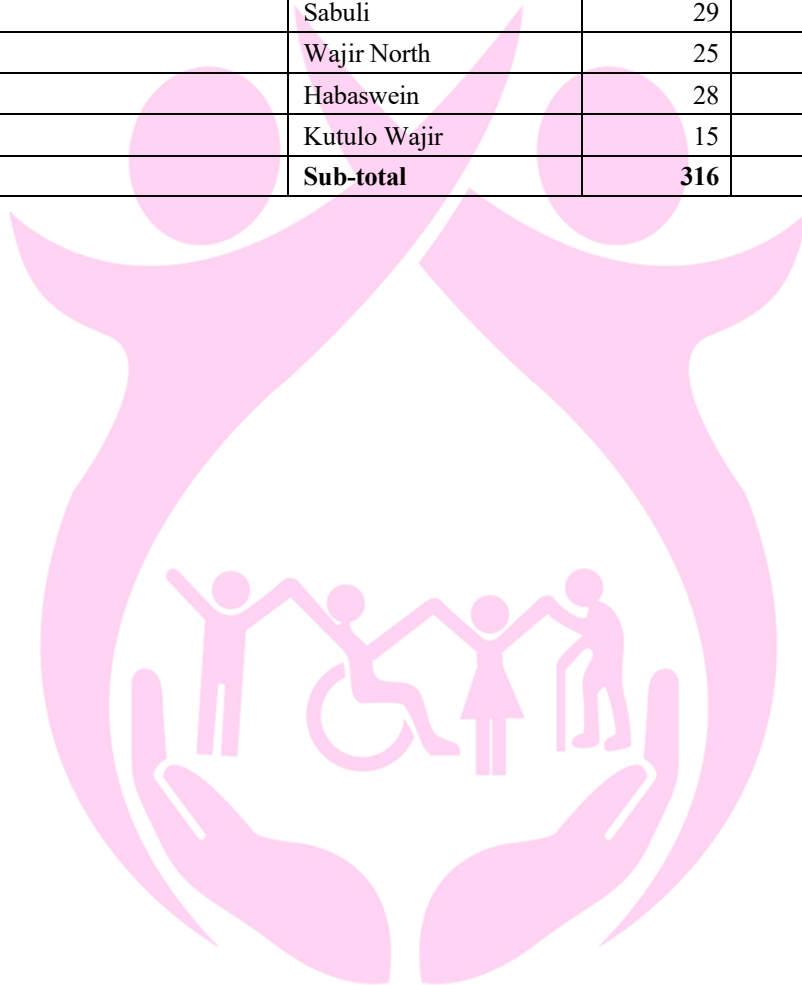 Sabuli 29
Wajir North 25
Habaswein 28
Kutulo Wajir 15
Sub-total 316